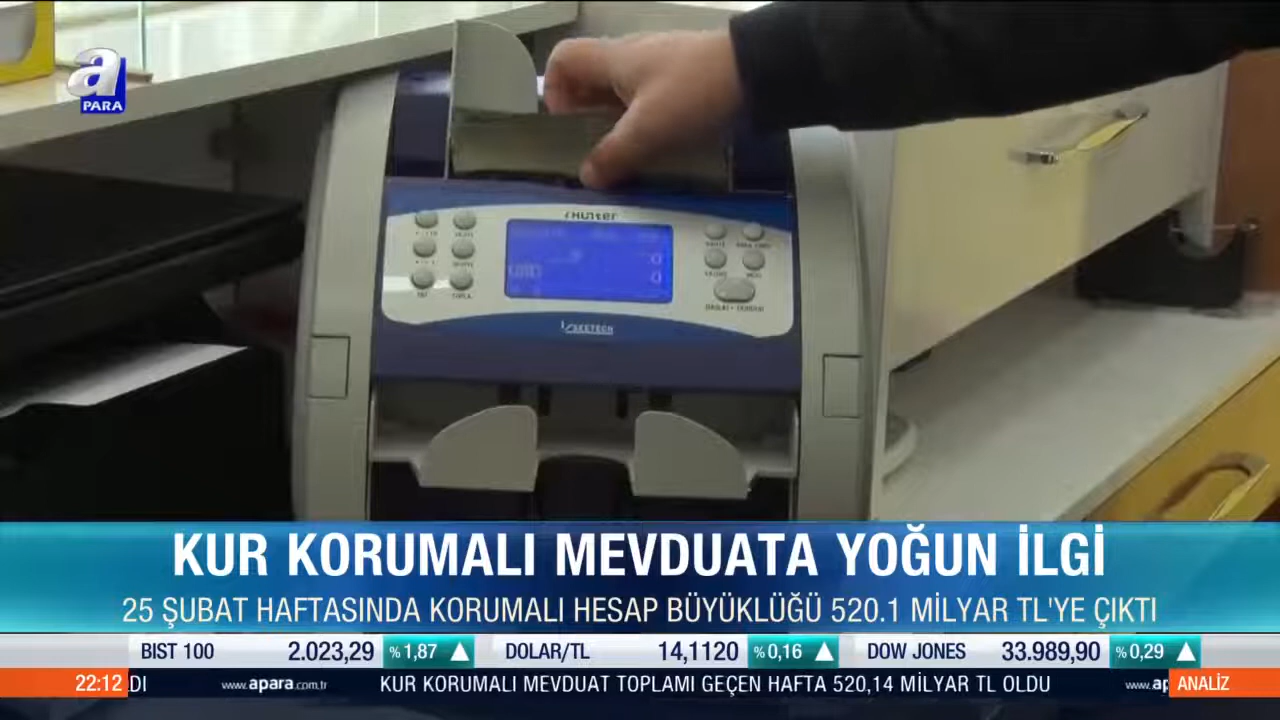 a
PARA
HUNTER
SEETECH
KUR KORUMALI MEVDUATA YOĞUN İLGİ
25 ŞUBAT HAFTASINDA KORUMALI HESAP BÜYÜKLÜĞÜ 520.1 MİLYAR TL'YE ÇIKTI
BIST 100 2.023,29 %1,87 DOLAR/TL 14,1120 %0,16 DOW JONES 33.989,90 %0,29
22:12 www.apara.com.tr KUR KORUMALI MEVDUAT TOPLAMI GEÇEN HAFTA 520,14 MİLYAR TL OLDU ANALİZ